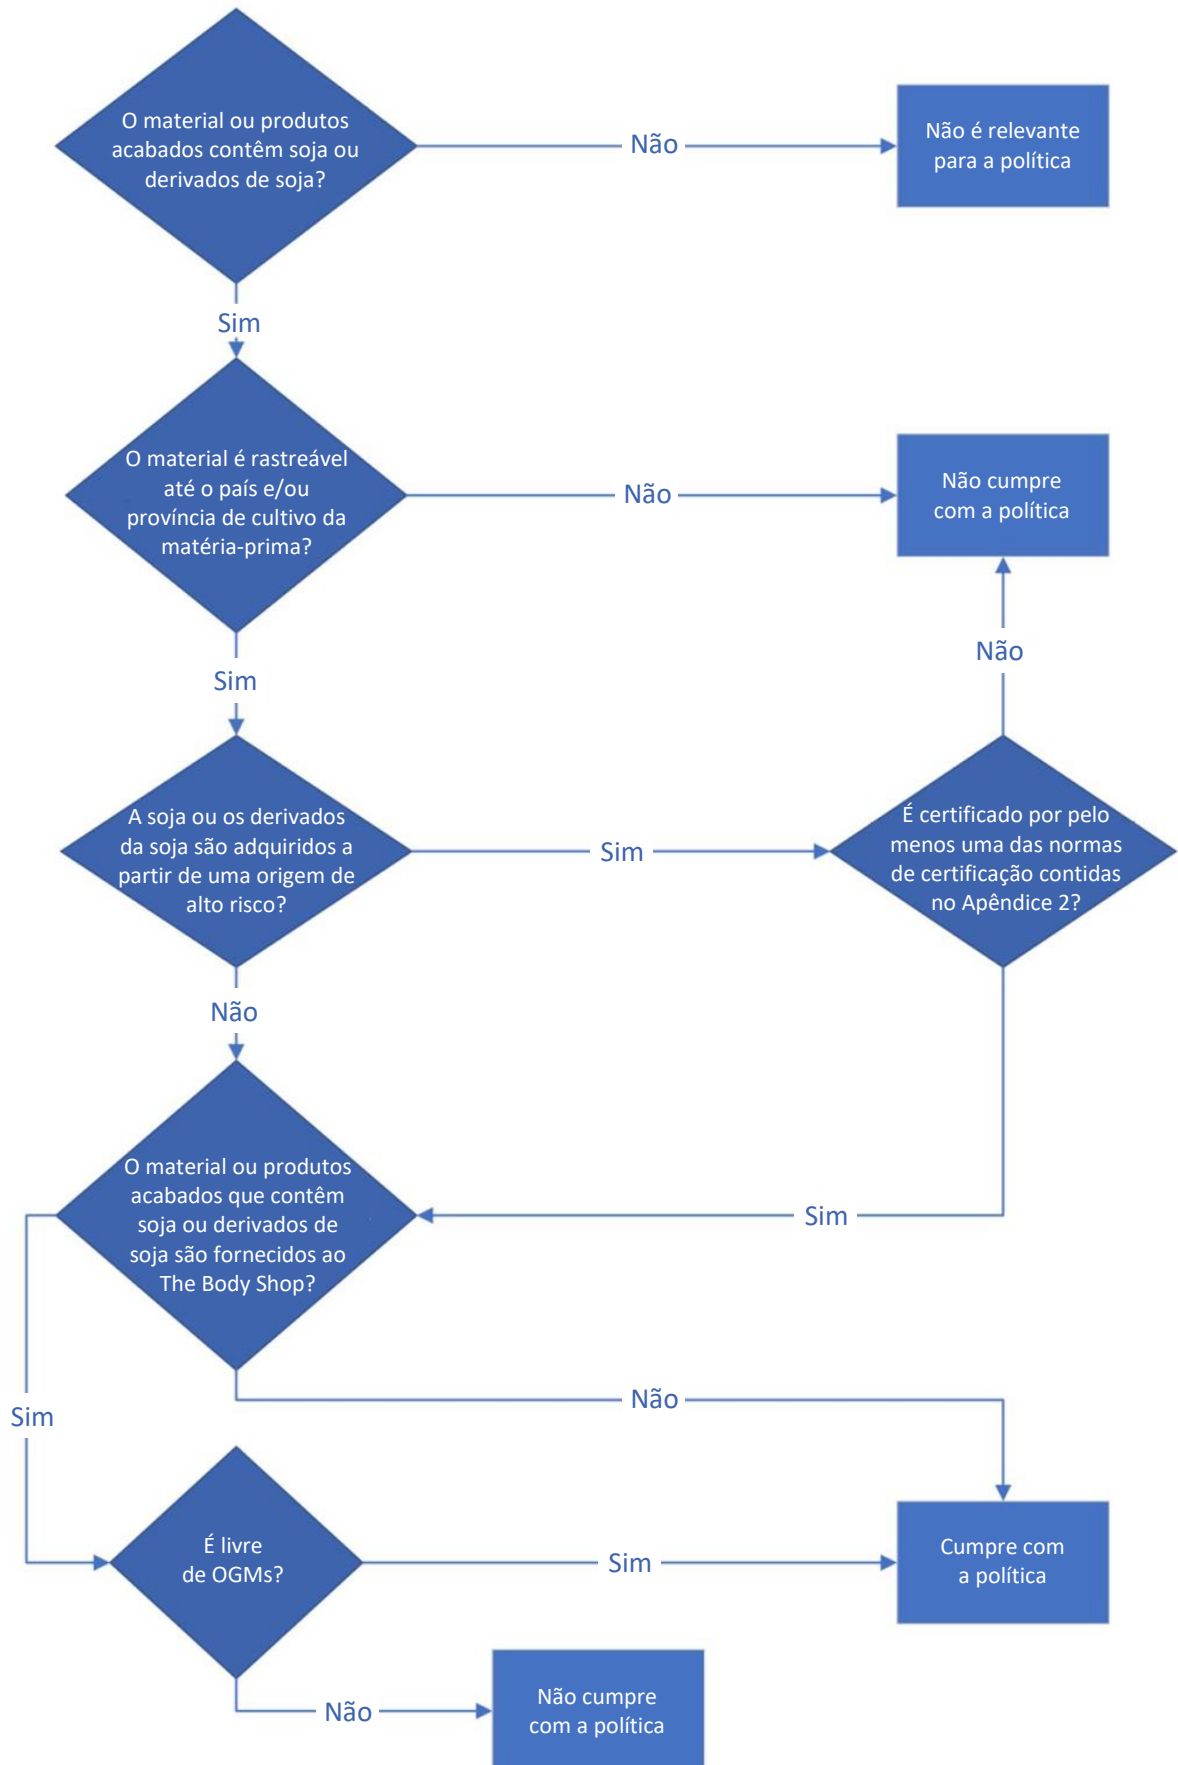 O material ou produtos
acabados contêm soja ou
derivados de soja?
Não
Não é relevante
para a política
Sim
O material é rastreável
até o país e/ou
província de cultivo da
matéria-prima?
Não
Não cumpre
com a política
Não
Sim
A soja ou os derivados
da soja são adquiridos a
partir de uma origem de
alto risco?
Sim
É certificado por pelo
menos uma das normas
de certificação contidas
no Apêndice 2?
Não
O material ou produtos
acabados que contêm
soja ou derivados de
soja são fornecidos ao
The Body Shop?
Sim
Não
Sim
É livre
de OGMs?
Sim
Cumpre com
a política
Não
Não cumpre
com a política